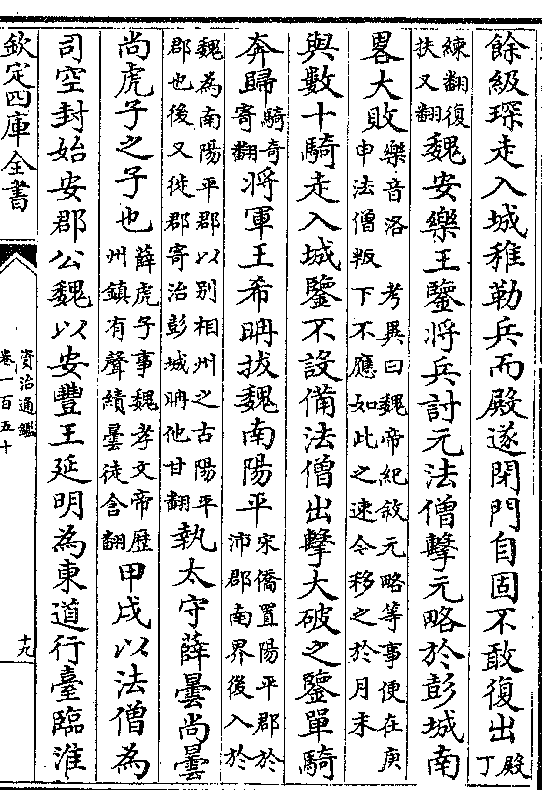 餘級琛走入城稚勒兵而殿遂閉門自固不敢復出殿丁
練翻復扶又翻魏安樂王鑒將兵討元法僧擊元略於彭城南
畧大敗樂音洛考異曰魏帝紀敘元略等事便在庚申法僧叛下不應如此之速今移之於月末
與數十騎走入城鑒不設備法僧出擊大破之鑒單騎
奔歸騎奇寄翻將軍王希𥅆拔魏南陽平宋僑置陽平郡於沛郡南界後入於
魏為南陽平郡以别相州之古陽平郡也後又徙郡寄治彭城𥅆他甘翻執太守薛曇尚曇
尚虎子之子也薛虎子事魏孝文帝歷州鎮有聲績曇徒含翻甲戌以法僧為
司空封始安郡公魏以安豐王延明為東道行臺臨淮
欽定四庫全書
資治通鑑
卷一百五十
十九